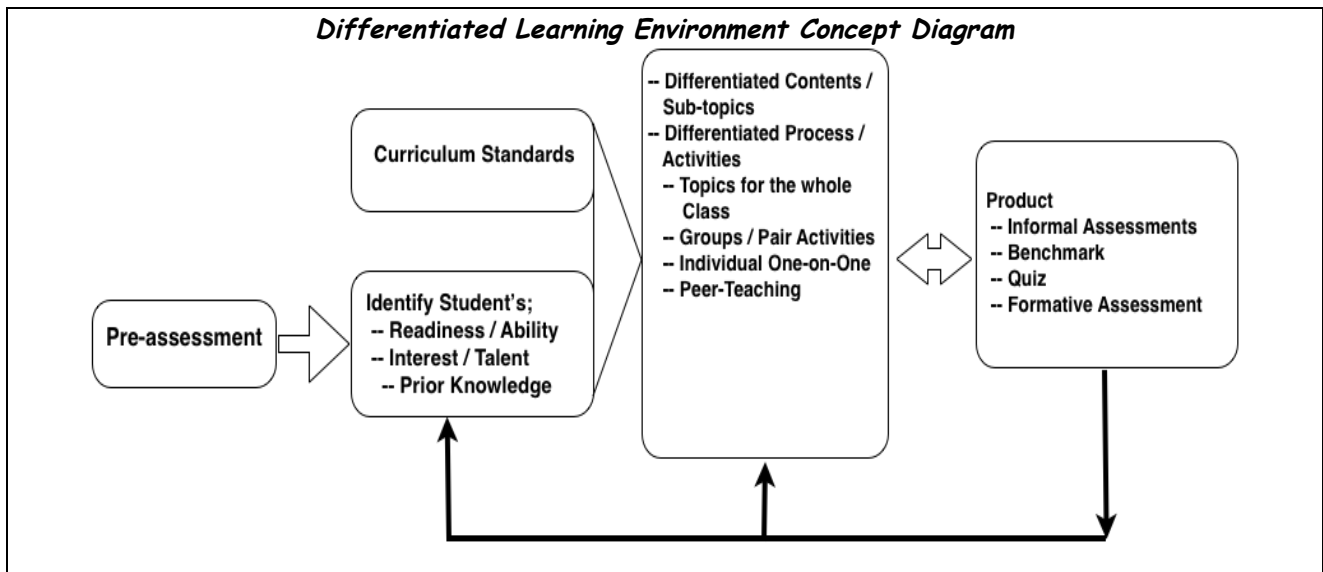 Differentiated Learning Environment Concept Diagram
Curriculum Standards
Pre-assessment
Identify Student's;
-- Readiness / Ability
-- Interest / Talent
-- Prior Knowledge
-- Differentiated Contents /
Sub-topics
-- Differentiated Process /
Activities
-- Topics for the whole
Class
-- Groups / Pair Activities
-- Individual One-on-One
-- Peer-Teaching
Product
-- Informal Assessments
-- Benchmark
-- Quiz
-- Formative Assessment